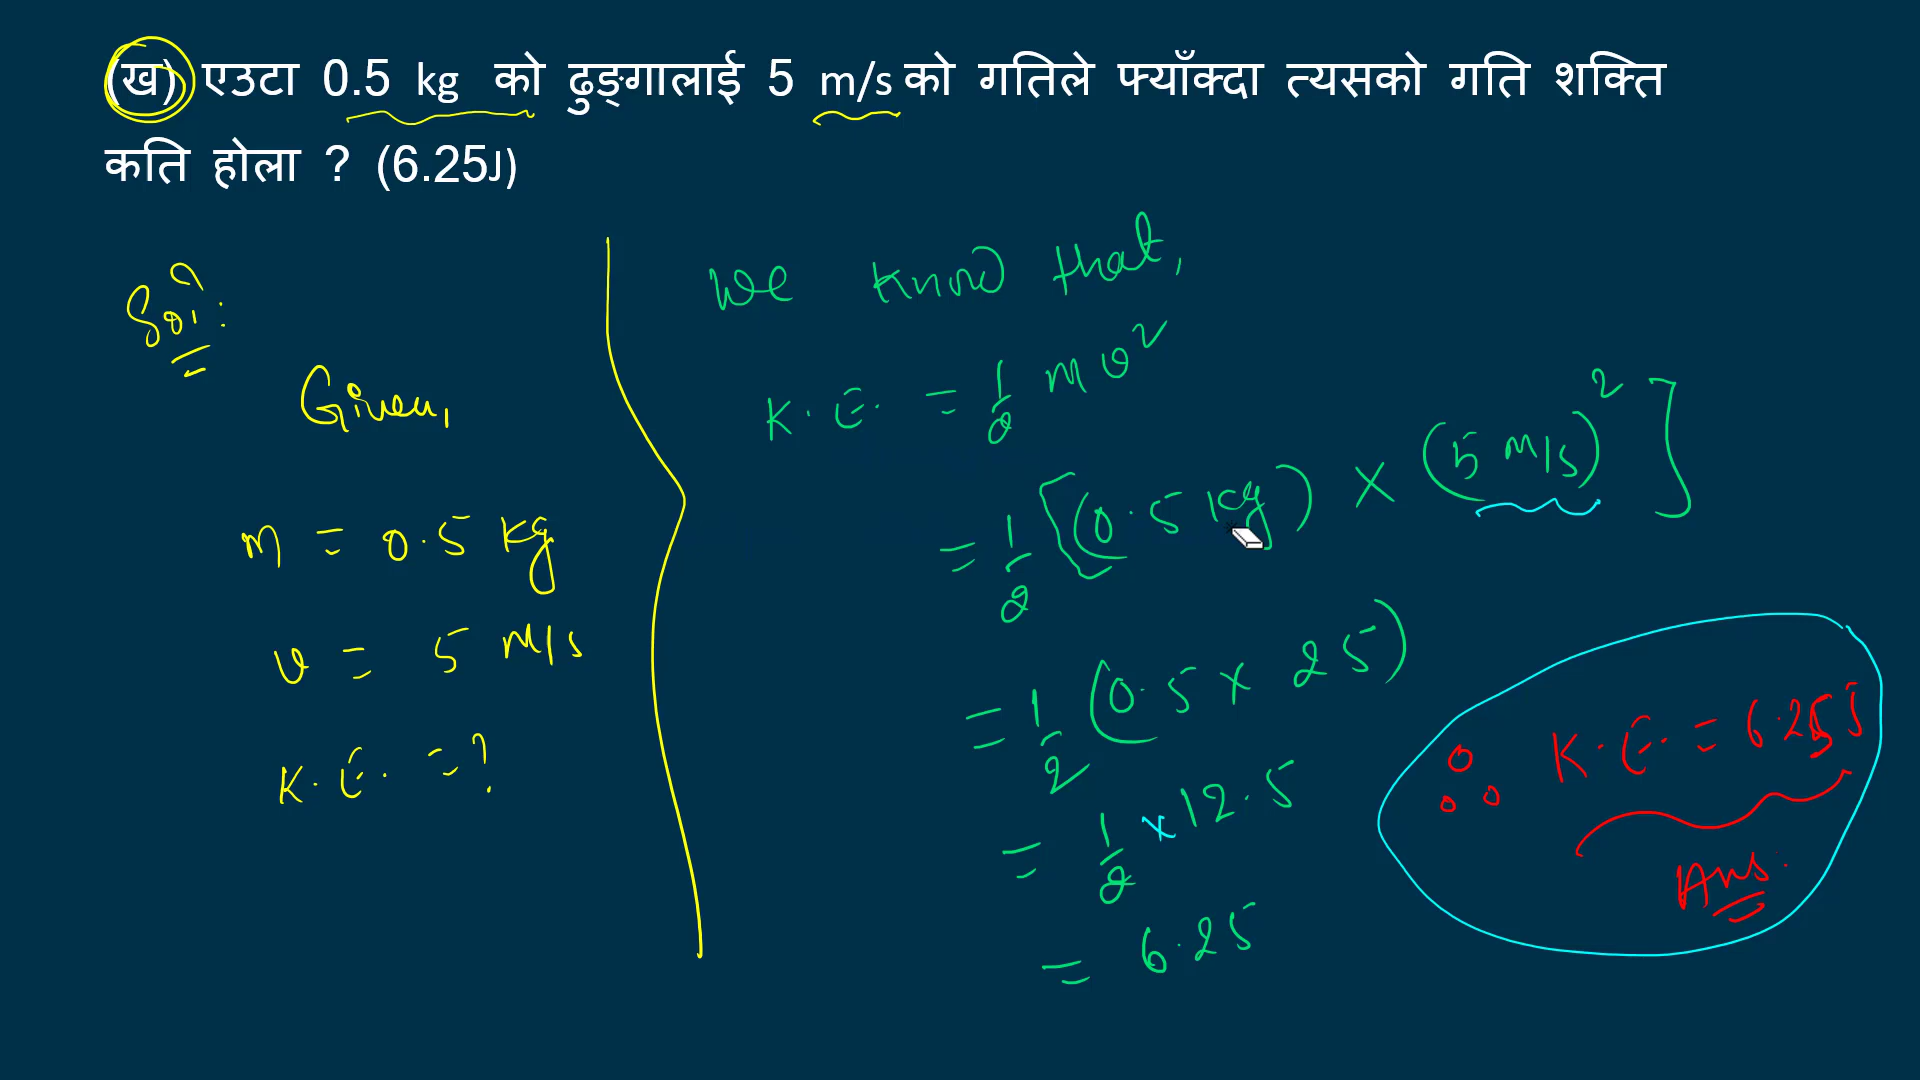 (ख) एउटा 0.5 kg को ढुङ्गालाई 5 m/s को गतिले फ्याँक्दा त्यसको गति शक्ति
कति होला ? (6.25J)
Solⁿ:
Given,
m = 0.5 kg
v = 5 m/s
K.E. = ?
We know that,
K.E. = 1/2 mv²
= 1/2 [(0.5 kg) × (5 m/s)²]
= 1/2 (0.5 × 25)
= 1/2 × 12.5
= 6.25
∴ K.E. = 6.25J
Ans.